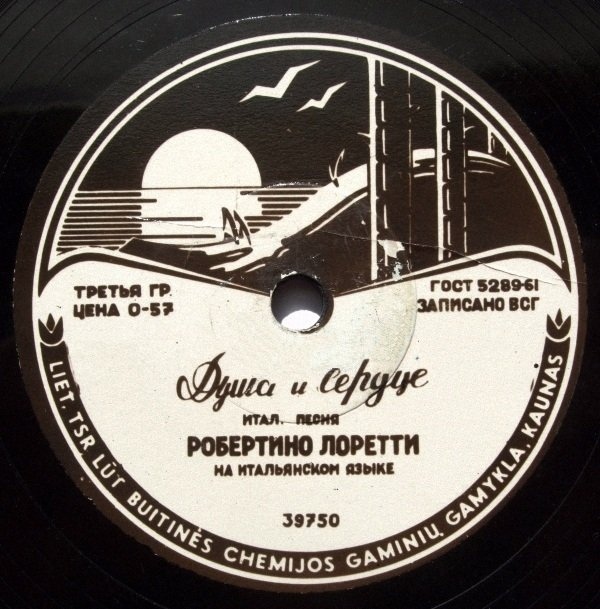 ТРЕТЬЯ ГР.
ЦЕНА 0-57
ГОСТ 5289-61
ЗАПИСАНО ВСГ
Душа и сердце
ИТАЛ. ПЕСНЯ
РОБЕРТИНО ЛОРЕТТИ
НА ИТАЛЬЯНСКОМ ЯЗЫКЕ
39750
LIET. TSR LŪT BUITINĖS CHEMIJOS GAMINIŲ GAMYKLA. KAUNAS